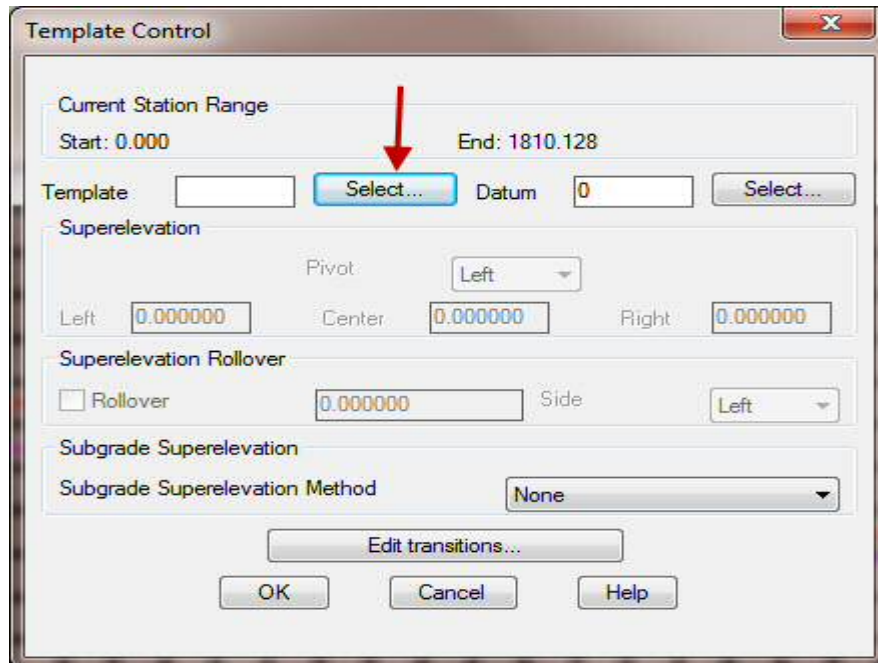 Template Control
Current Station Range
Start: 0.000 End: 1810.128
Template Select... Datum 0 Select...
Superelevation
Pivot Left
Left 0.000000 Center 0.000000 Right 0.000000
Superelevation Rollover
Rollover 0.000000 Side Left
Subgrade Superelevation
Subgrade Superelevation Method None
Edit transitions...
OK Cancel Help